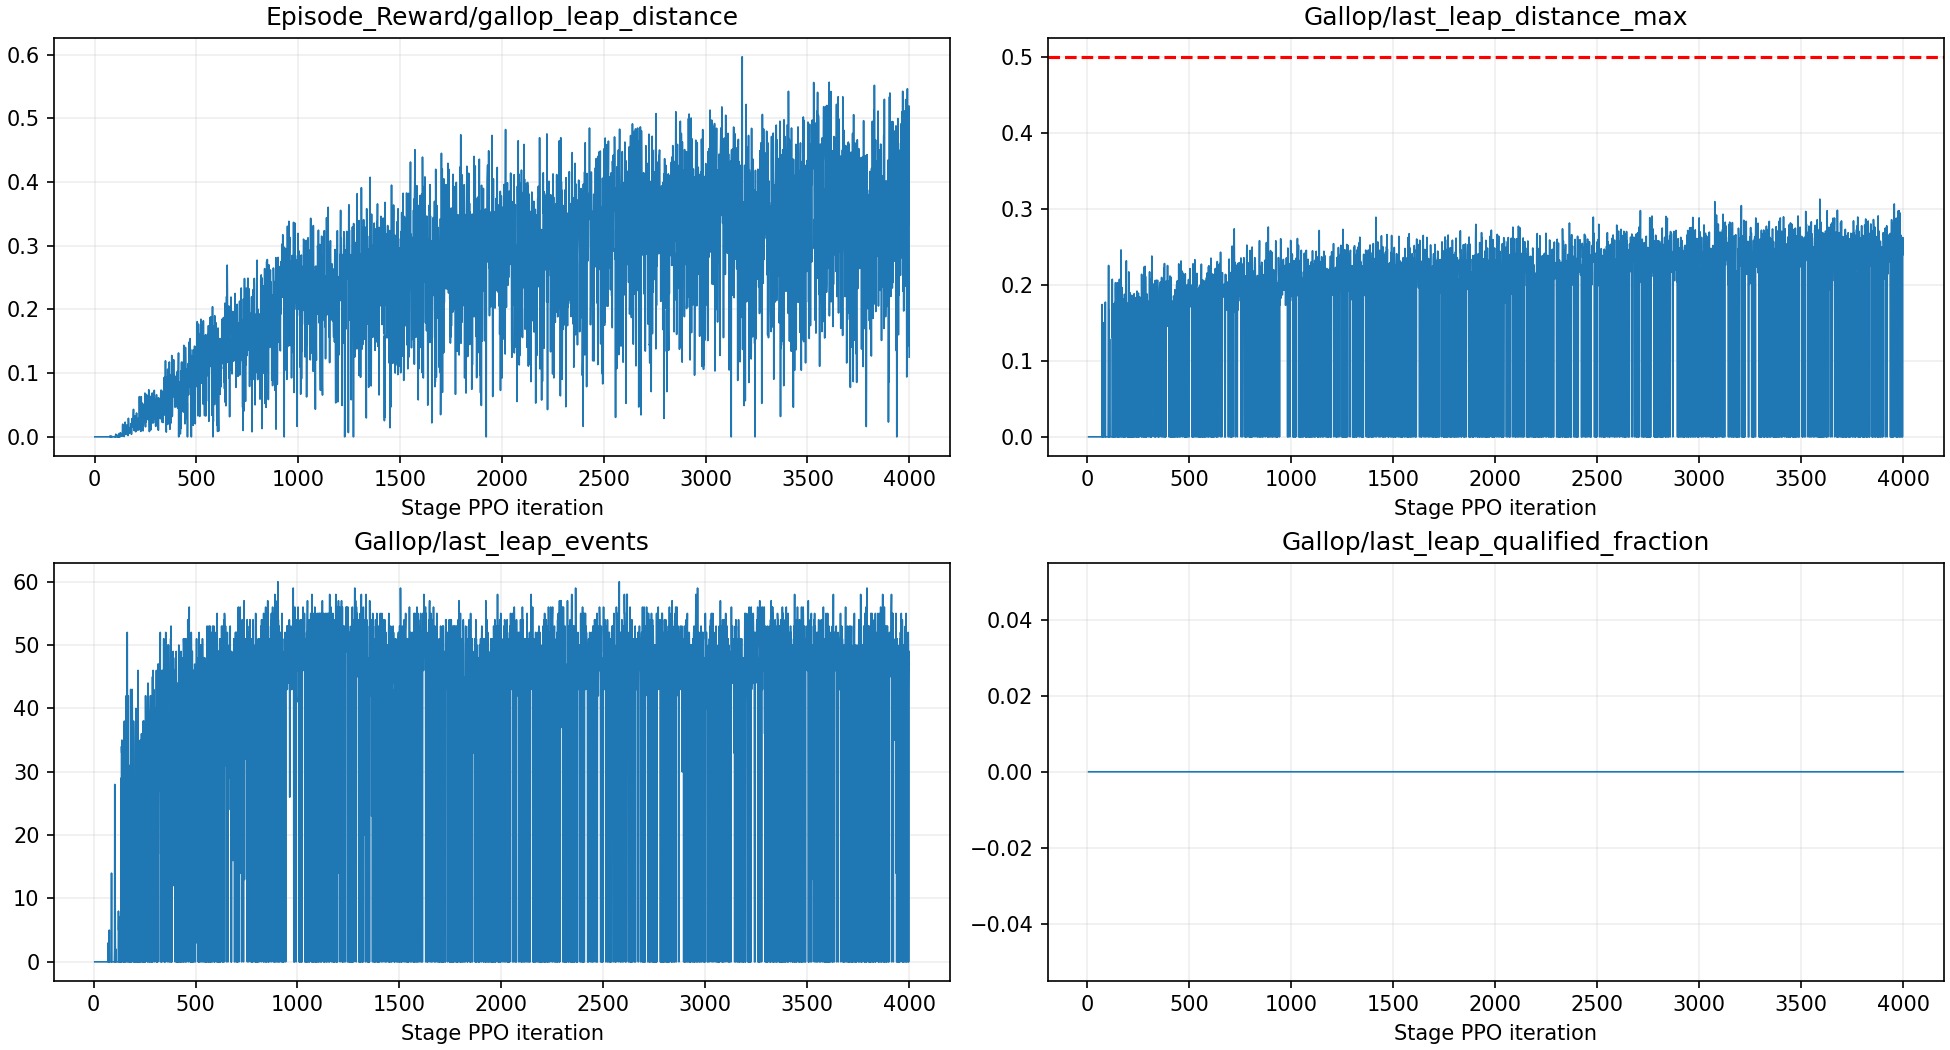 Episode_Reward/gallop_leap_distance
0.6
0.5
0.4
0.3
0.2
0.1
0.0
0 500 1000 1500 2000 2500 3000 3500 4000
Stage PPO iteration
Gallop/last_leap_distance_max
0.5
0.4
0.3
0.2
0.1
0.0
0 500 1000 1500 2000 2500 3000 3500 4000
Stage PPO iteration
Gallop/last_leap_events
60
50
40
30
20
10
0
0 500 1000 1500 2000 2500 3000 3500 4000
Stage PPO iteration
Gallop/last_leap_qualified_fraction
0.04
0.02
0.00
−0.02
−0.04
0 500 1000 1500 2000 2500 3000 3500 4000
Stage PPO iteration